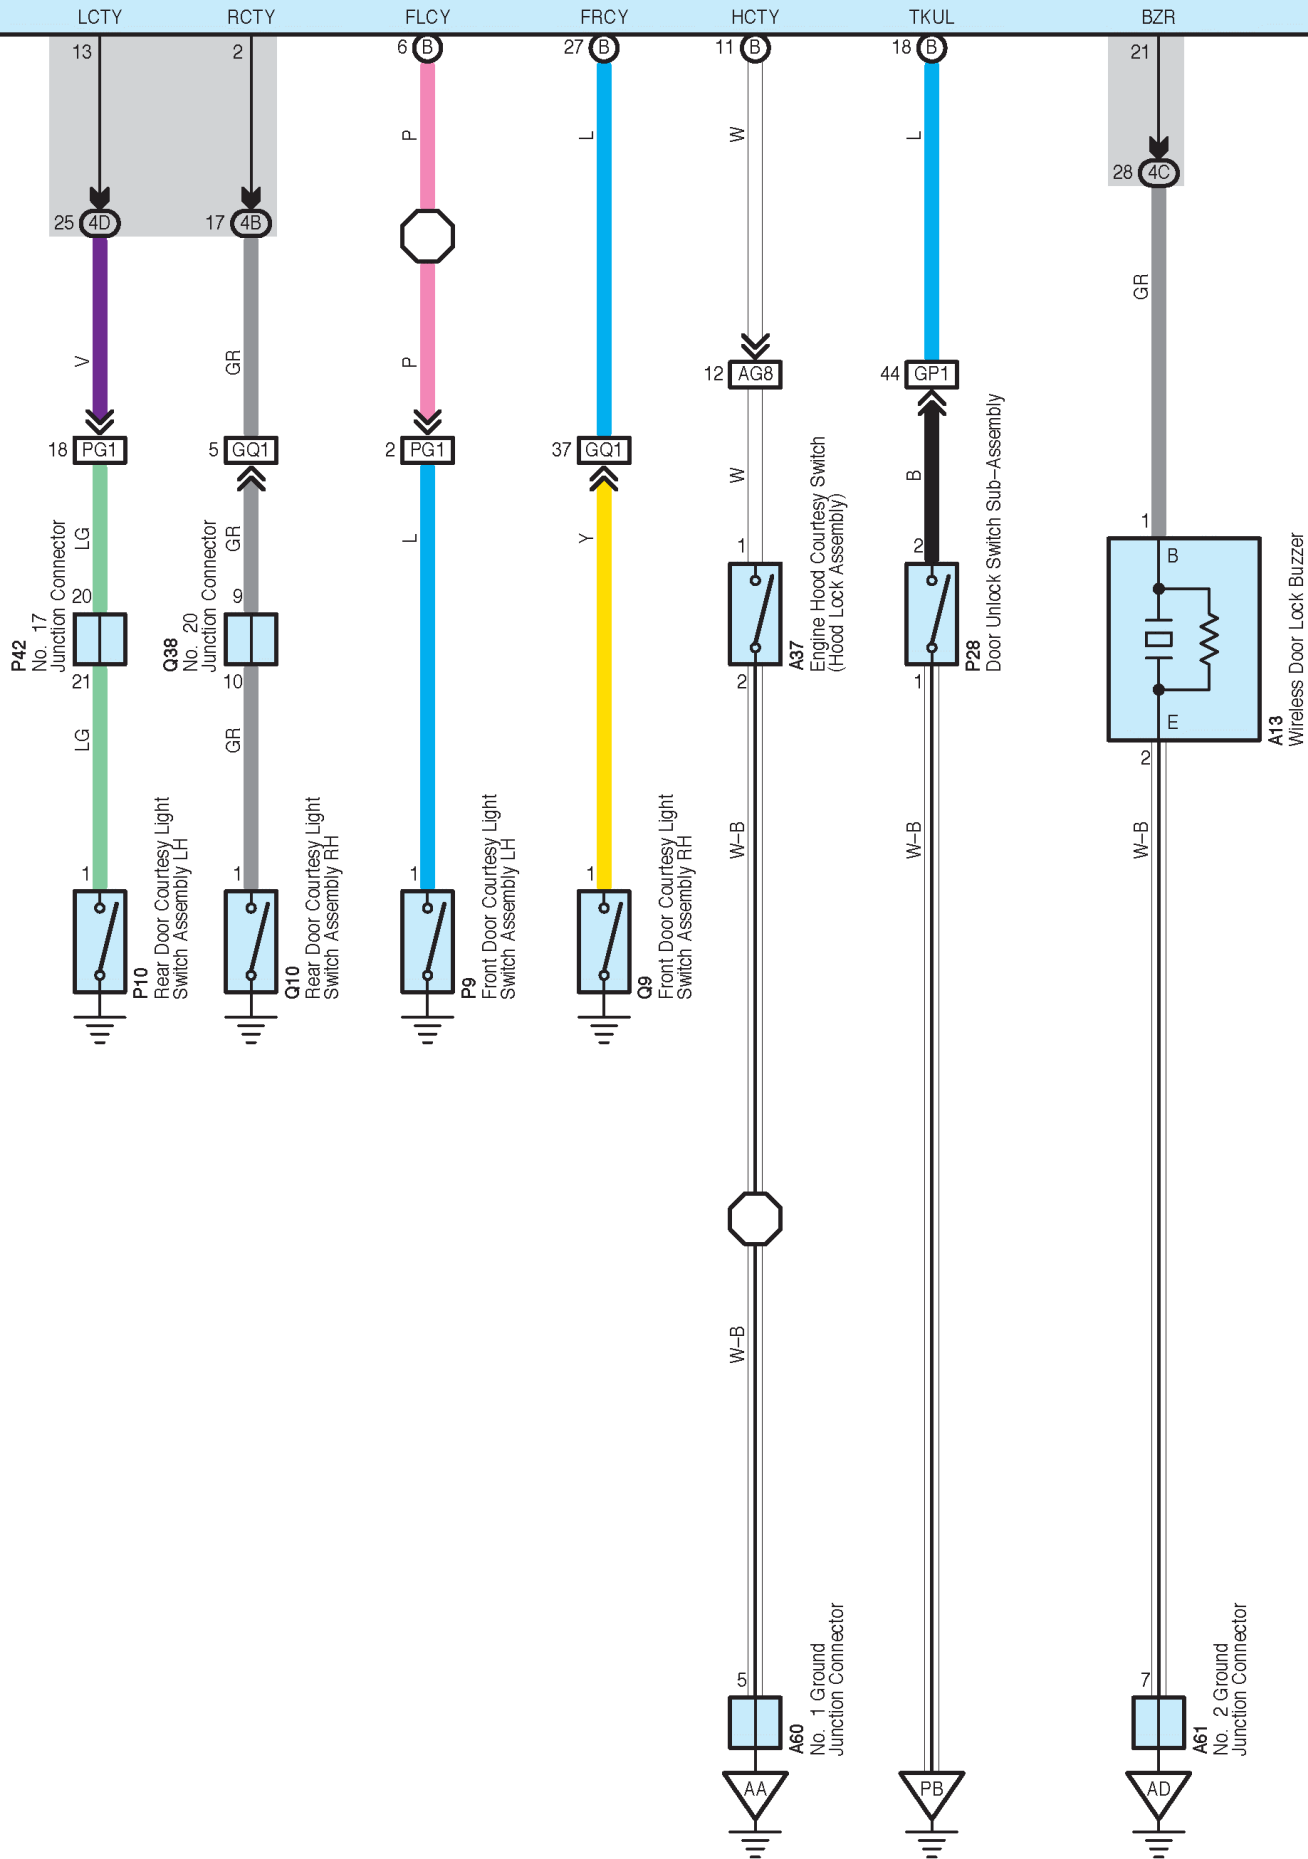 LCTY RCTY FLCY FRCY HCTY TKUL BZR
13 2 6 B 27 B 11 B 18 B 21
P L W L
28 4C
25 4D 17 4B
GR
V GR P
12 AG8 44 GP1
18 PG1 5 GQ1 2 PG1 37 GQ1
W B
LG GR L Y
1 2 1
20 9
P42
No. 17
Junction Connector
Q38
No. 20
Junction Connector
A37
Engine Hood Courtesy Switch
(Hood Lock Assembly)
P28
Door Unlock Switch Sub-Assembly
B
E
A13
Wireless Door Lock Buzzer
21 10 2 1
LG GR
2
W-B W-B W-B
1 1 1 1
P10
Rear Door Courtesy Light
Switch Assembly LH
Q10
Rear Door Courtesy Light
Switch Assembly RH
P9
Front Door Courtesy Light
Switch Assembly LH
Q9
Front Door Courtesy Light
Switch Assembly RH
W-B
5 7
A60
No. 1 Ground
Junction Connector
A61
No. 2 Ground
Junction Connector
AA PB AD